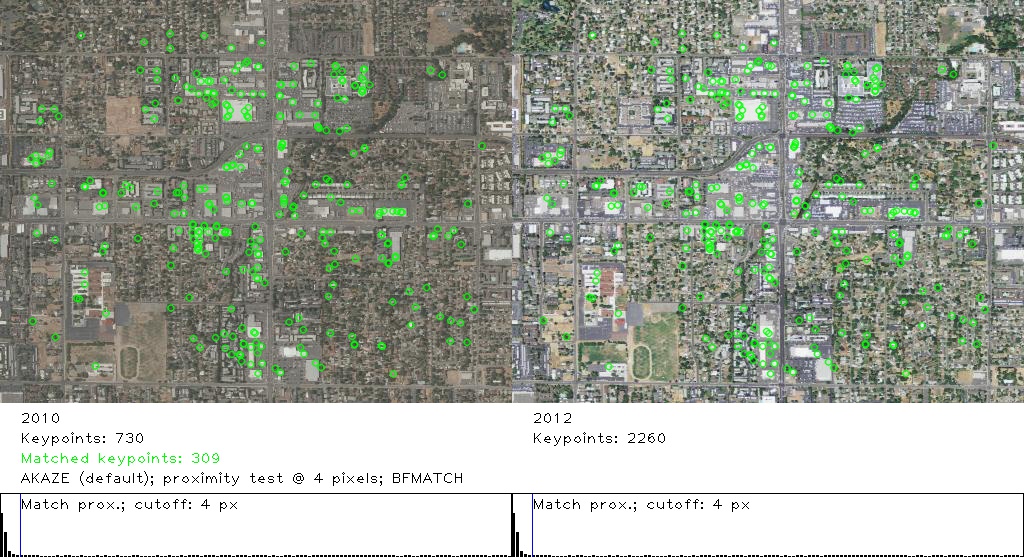 2010
Keypoints: 730
Matched keypoints: 309
AKAZE (default); proximity test @ 4 pixels; BFMATCH
2012
Keypoints: 2260
Match prox.; cutoff: 4 px
Match prox.; cutoff: 4 px